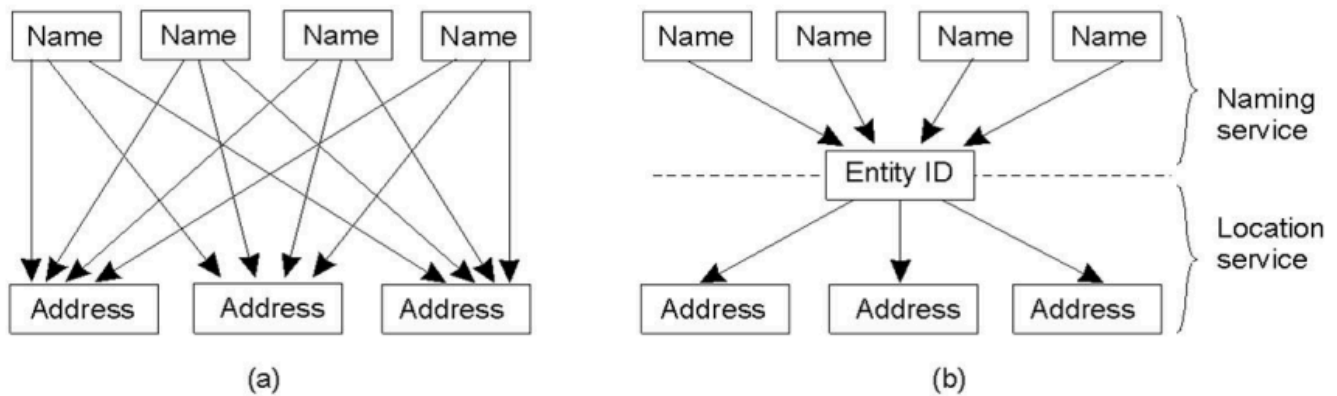 Name Name Name Name
Address Address Address
(a)
Name Name Name Name
Naming
service
Entity ID
Location
service
Address Address Address
(b)